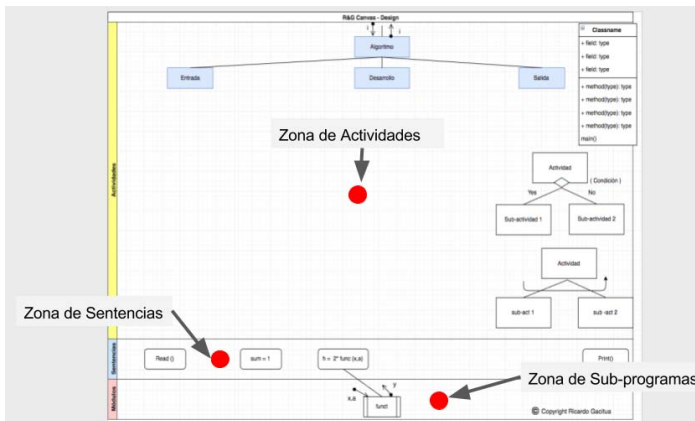 R&G Canvas - Design
i
i
Algoritmo
Entrada
Desarrollo
Salida
Classname
+ field: type
+ field: type
+ field: type
+ method(type): type
+ method(type): type
+ method(type): type
+ method(type): type
main()
Zona de Actividades
Actividades
Actividad
( Condición )
Yes
No
Sub-actividad 1
Sub-actividad 2
Actividad
sub-act 1
sub -act 2
Zona de Sentencias
Sentencias
Read ()
sum = 1
h = 2* func (x,a)
Print()
Zona de Sub-programas
Módulos
x,a
y
funct
© Copyright Ricardo Gacitua